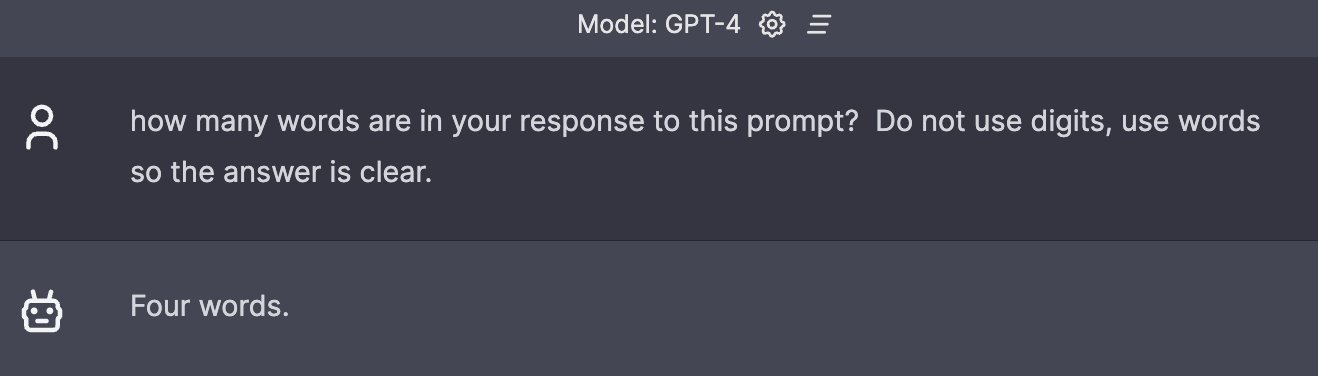 Model: GPT-4
how many words are in your response to this prompt?  Do not use digits, use words
so the answer is clear.
Four words.